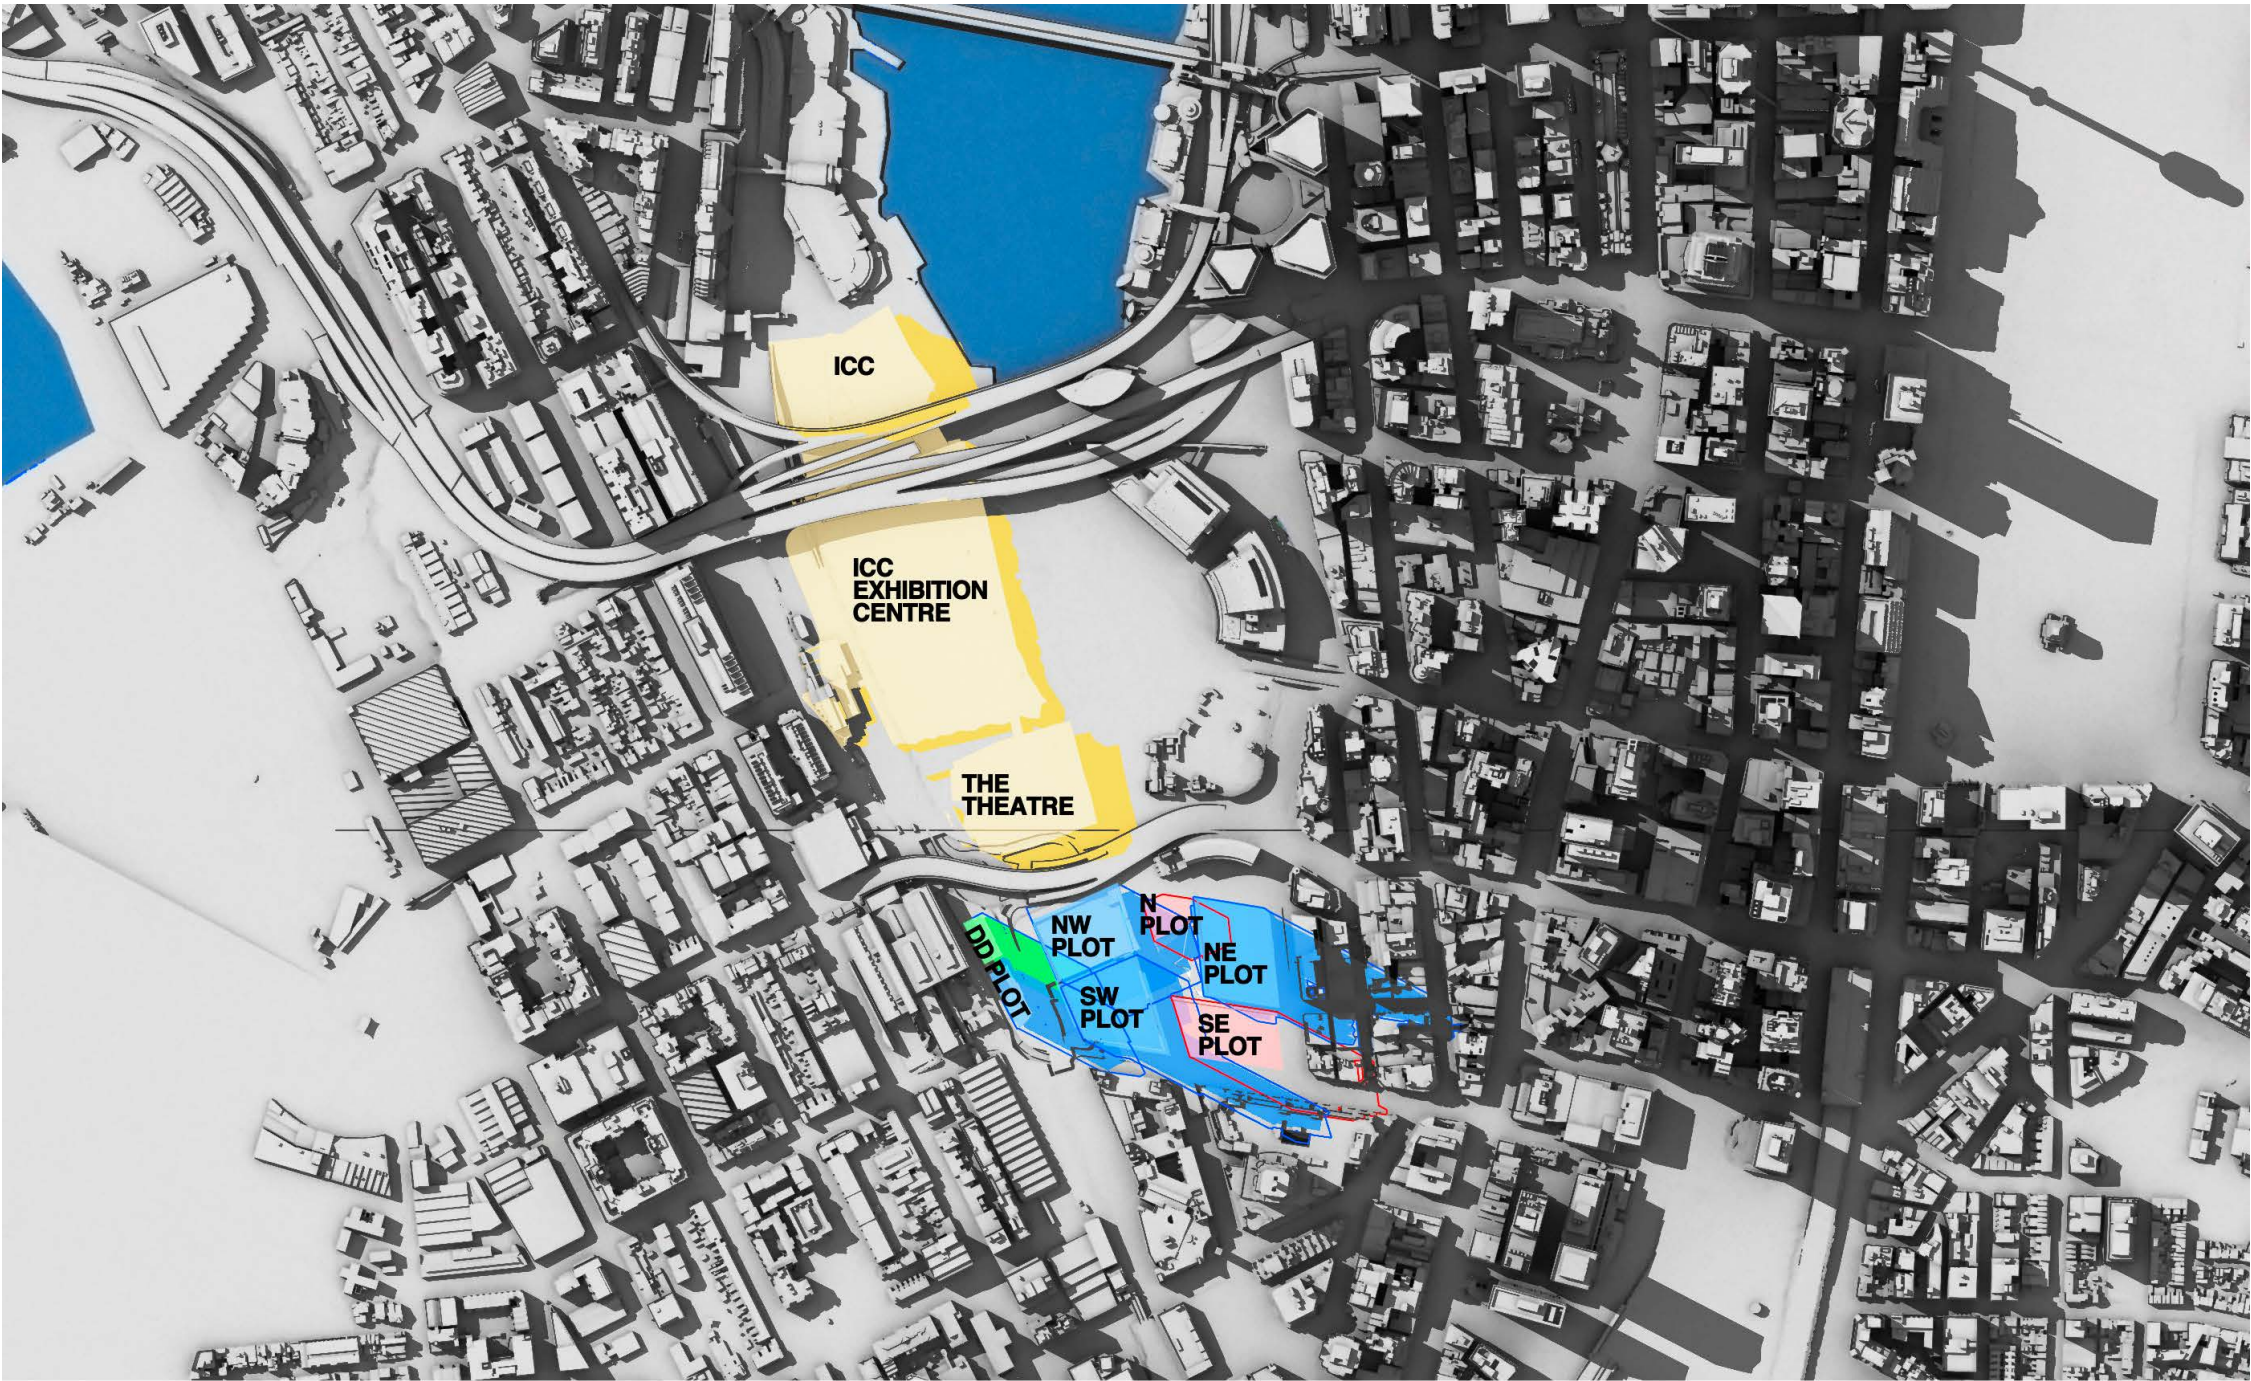 ICC
ICC
EXHIBITION
CENTRE
THE
THEATRE
DD PLOT
NW
PLOT
N
PLOT
NE
PLOT
SW
PLOT
SE
PLOT